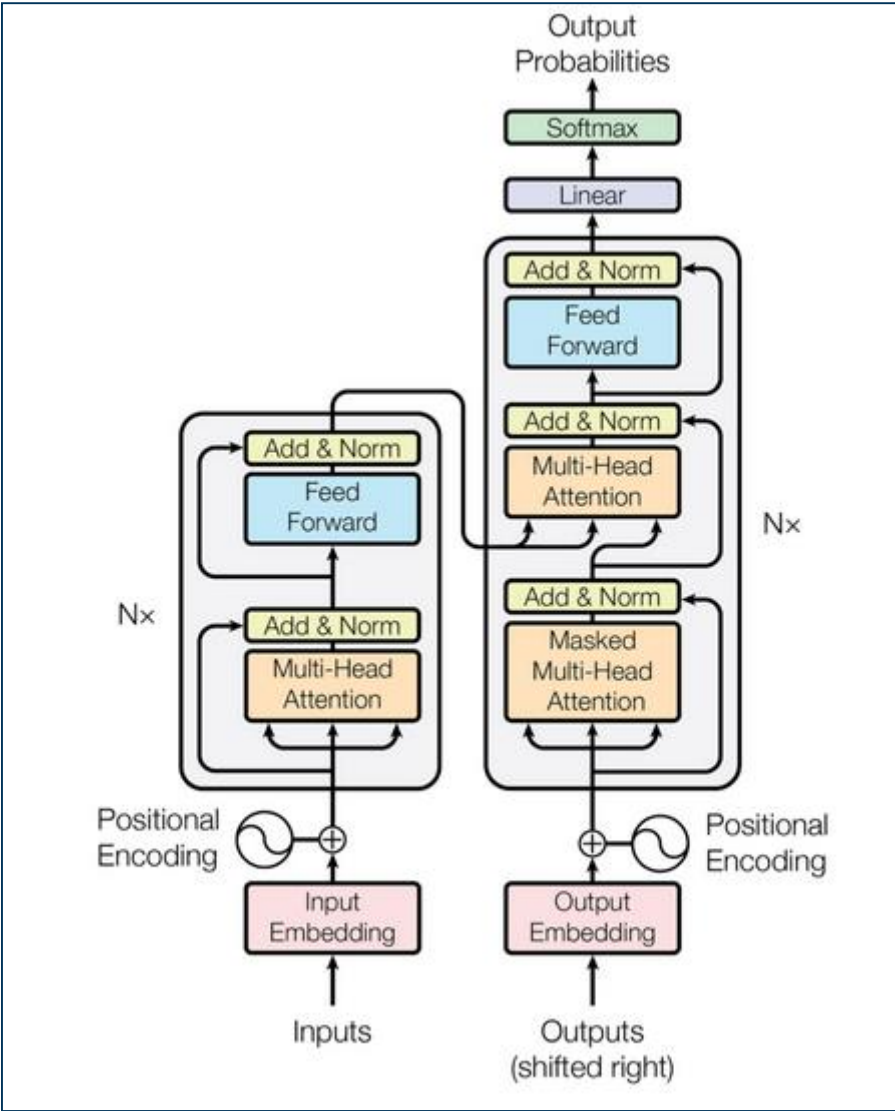 Output
Probabilities
Softmax
Linear
Add & Norm
Feed
Forward
Add & Norm
Multi-Head
Attention
Add & Norm
Masked
Multi-Head
Attention
Nx
Add & Norm
Feed
Forward
Add & Norm
Multi-Head
Attention
Nx
Positional
Encoding
Positional
Encoding
Input
Embedding
Output
Embedding
Inputs
Outputs
(shifted right)